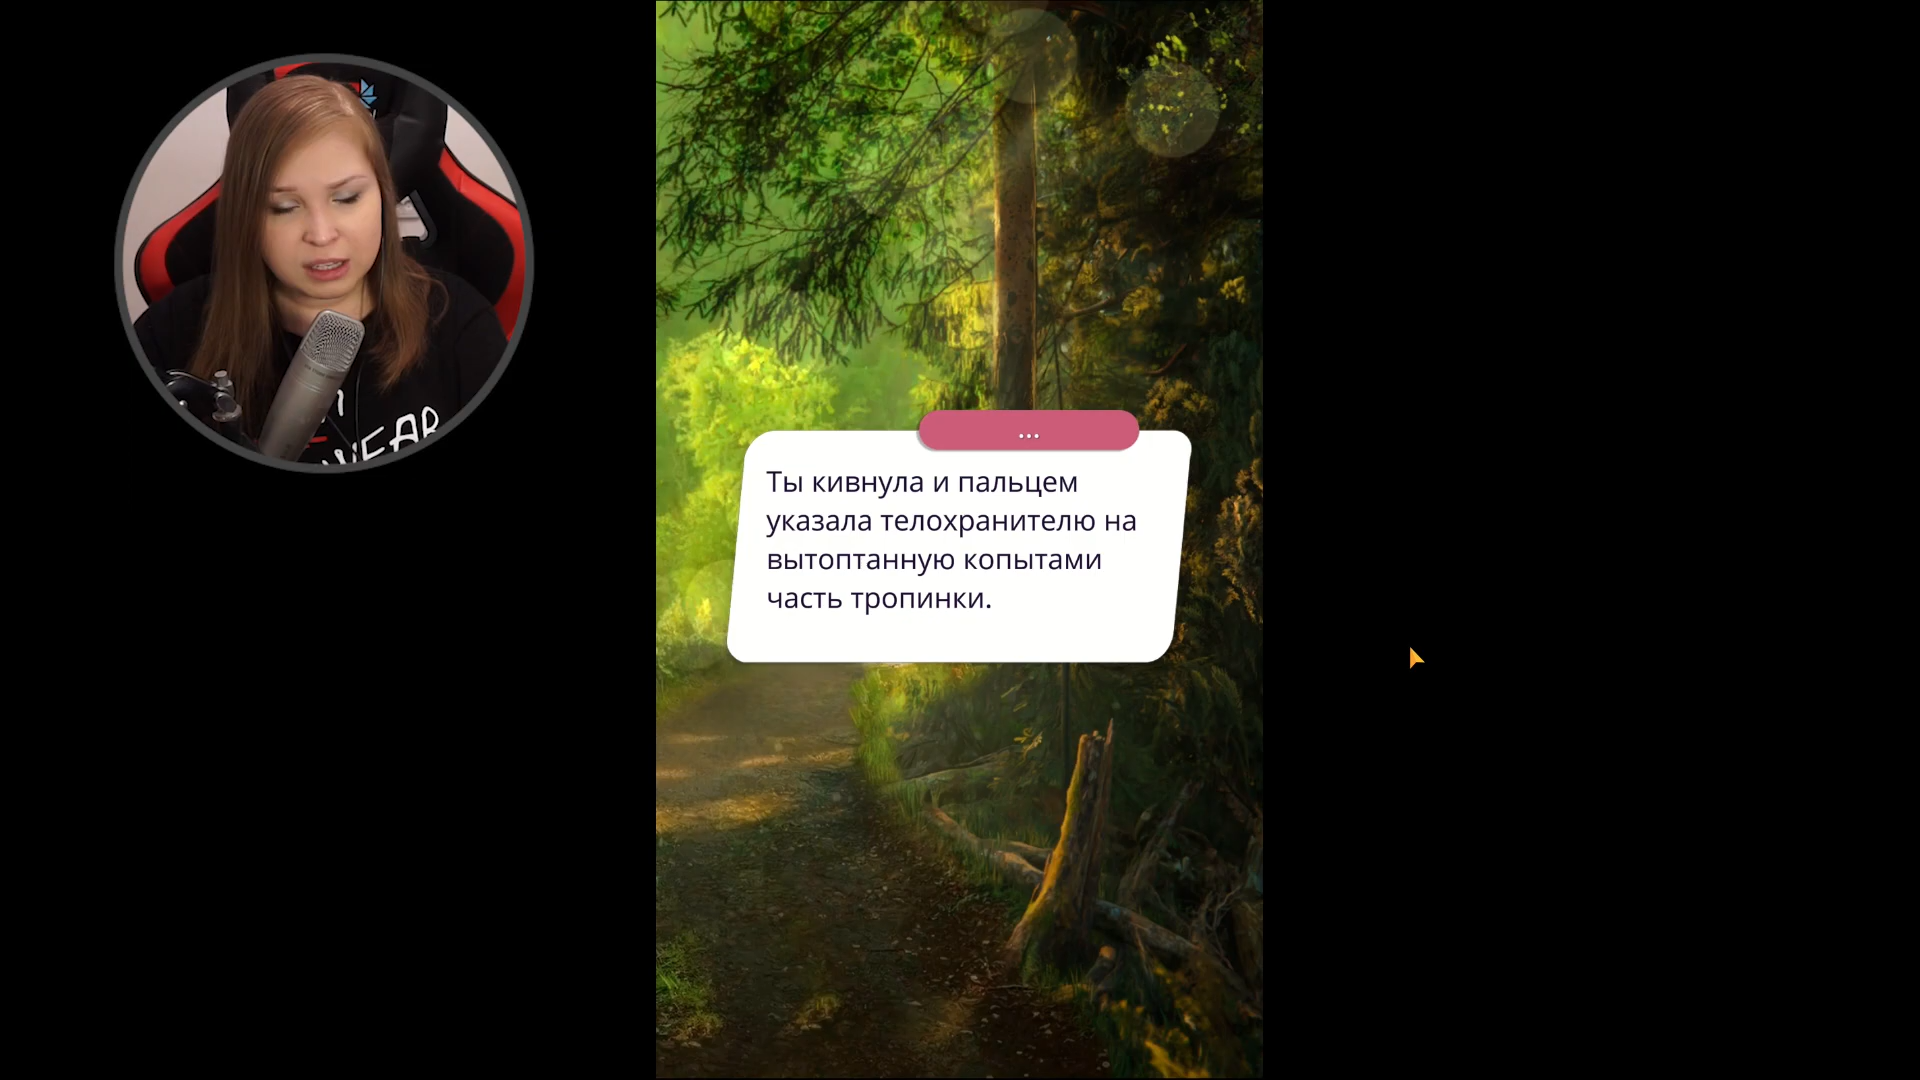 ...
Ты кивнула и пальцем
указала телохранителю на
вытоптанную копытами
часть тропинки.